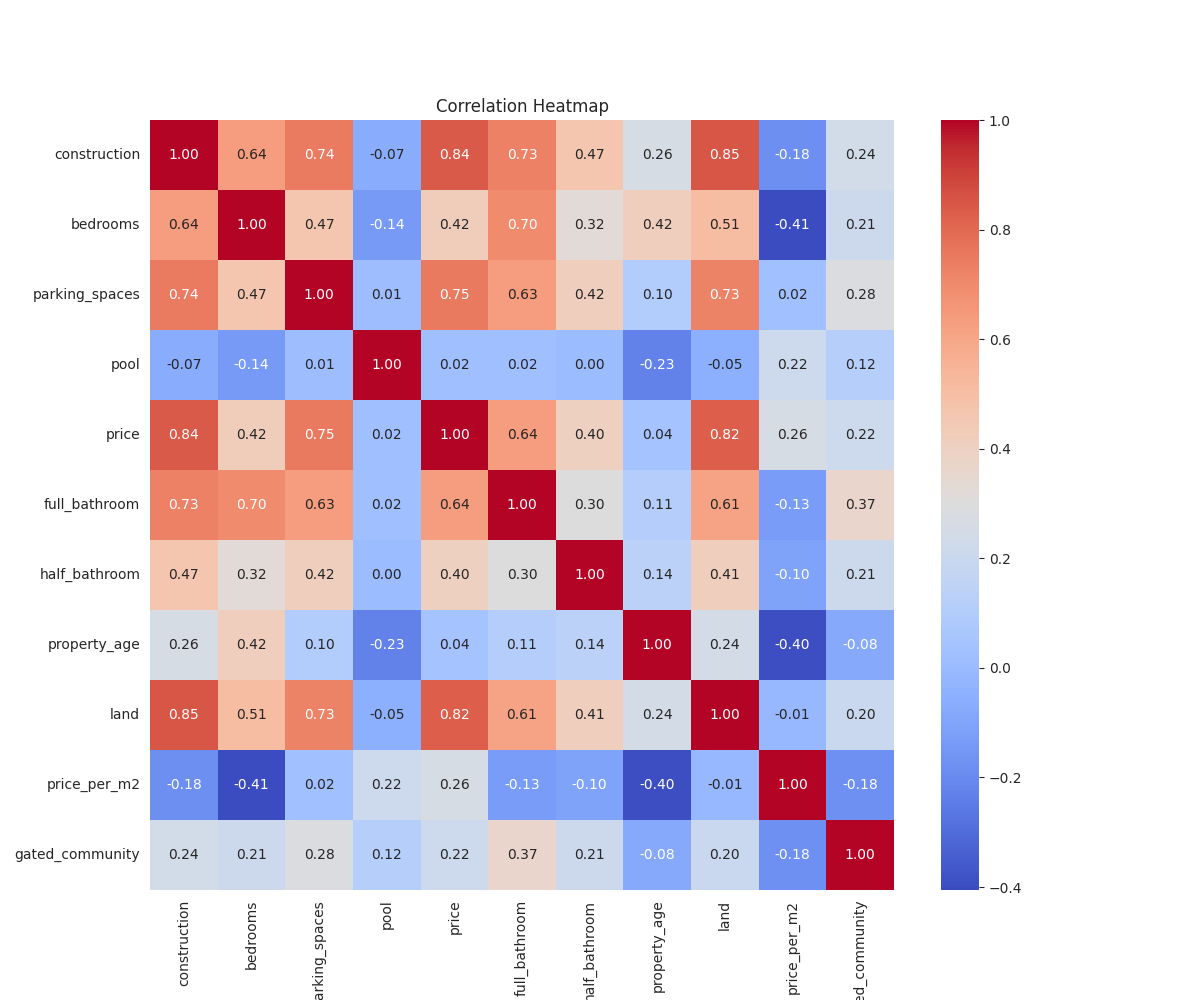 Correlation Heatmap
construction 1.00 0.64 0.74 -0.07 0.84 0.73 0.47 0.26 0.85 -0.18 0.24
bedrooms 0.64 1.00 0.47 -0.14 0.42 0.70 0.32 0.42 0.51 -0.41 0.21
parking_spaces 0.74 0.47 1.00 0.01 0.75 0.63 0.42 0.10 0.73 0.02 0.28
pool -0.07 -0.14 0.01 1.00 0.02 0.02 0.00 -0.23 -0.05 0.22 0.12
price 0.84 0.42 0.75 0.02 1.00 0.64 0.40 0.04 0.82 0.26 0.22
full_bathroom 0.73 0.70 0.63 0.02 0.64 1.00 0.30 0.11 0.61 -0.13 0.37
half_bathroom 0.47 0.32 0.42 0.00 0.40 0.30 1.00 0.14 0.41 -0.10 0.21
property_age 0.26 0.42 0.10 -0.23 0.04 0.11 0.14 1.00 0.24 -0.40 -0.08
land 0.85 0.51 0.73 -0.05 0.82 0.61 0.41 0.24 1.00 -0.01 0.20
price_per_m2 -0.18 -0.41 0.02 0.22 0.26 -0.13 -0.10 -0.40 -0.01 1.00 -0.18
gated_community 0.24 0.21 0.28 0.12 0.22 0.37 0.21 -0.08 0.20 -0.18 1.00
construction
bedrooms
arking_spaces
pool
price
full_bathroom
half_bathroom
property_age
land
price_per_m2
ed_community
1.0
0.8
0.6
0.4
0.2
0.0
−0.2
−0.4